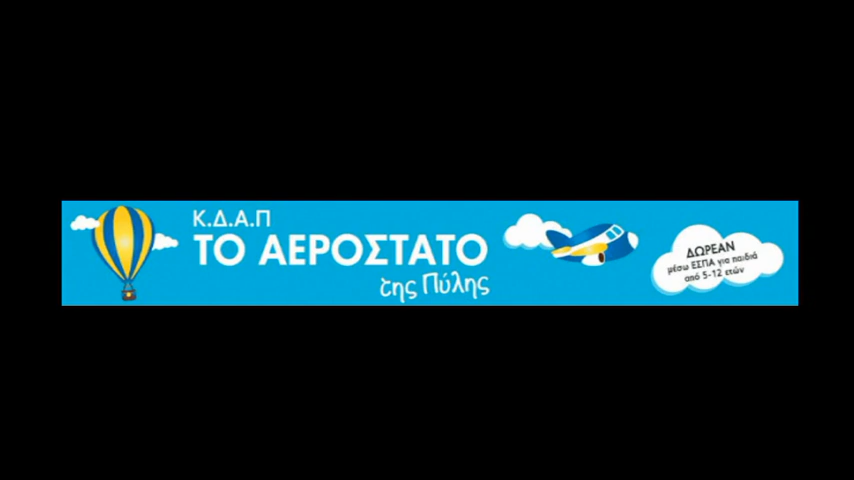 Κ.Δ.Α.Π
ΤΟ ΑΕΡΟΣΤΑΤΟ
της Πύλης
ΔΩΡΕΑΝ
μέσω ΕΣΠΑ για παιδιά
από 5-12 ετών